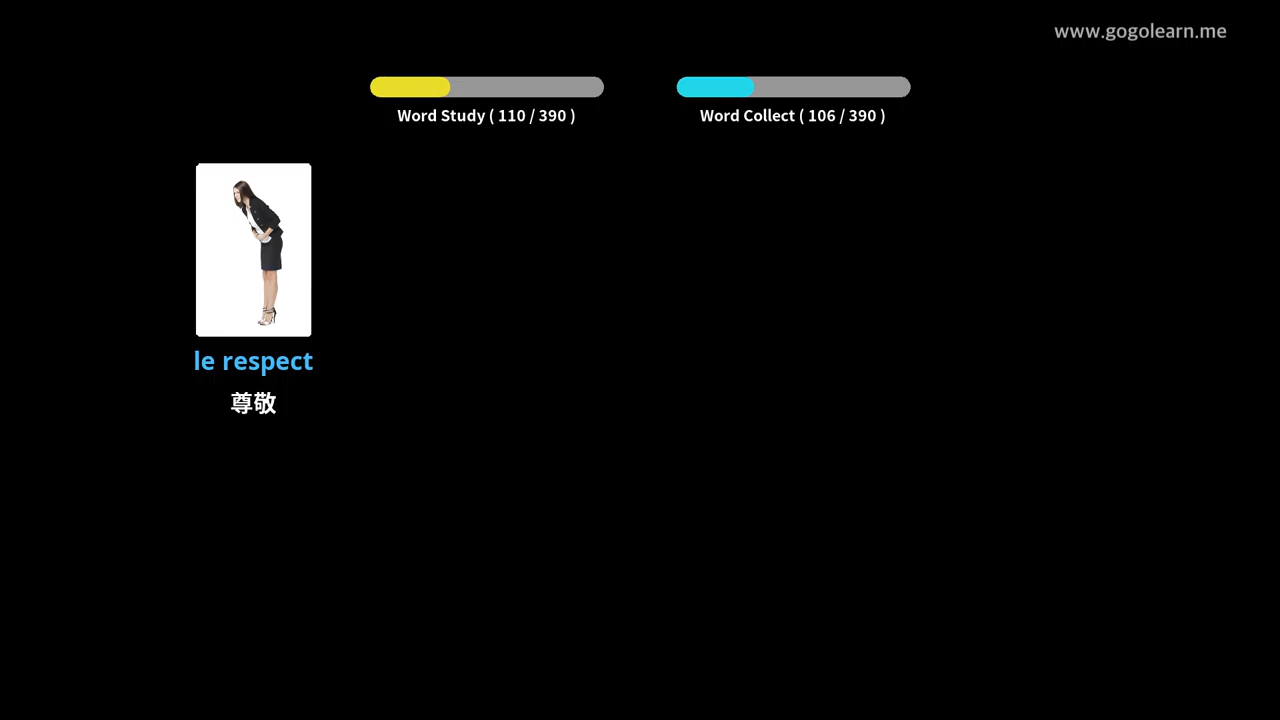 www.gogolearn.me
Word Study ( 110 / 390 )
Word Collect ( 106 / 390 )
le respect
尊敬